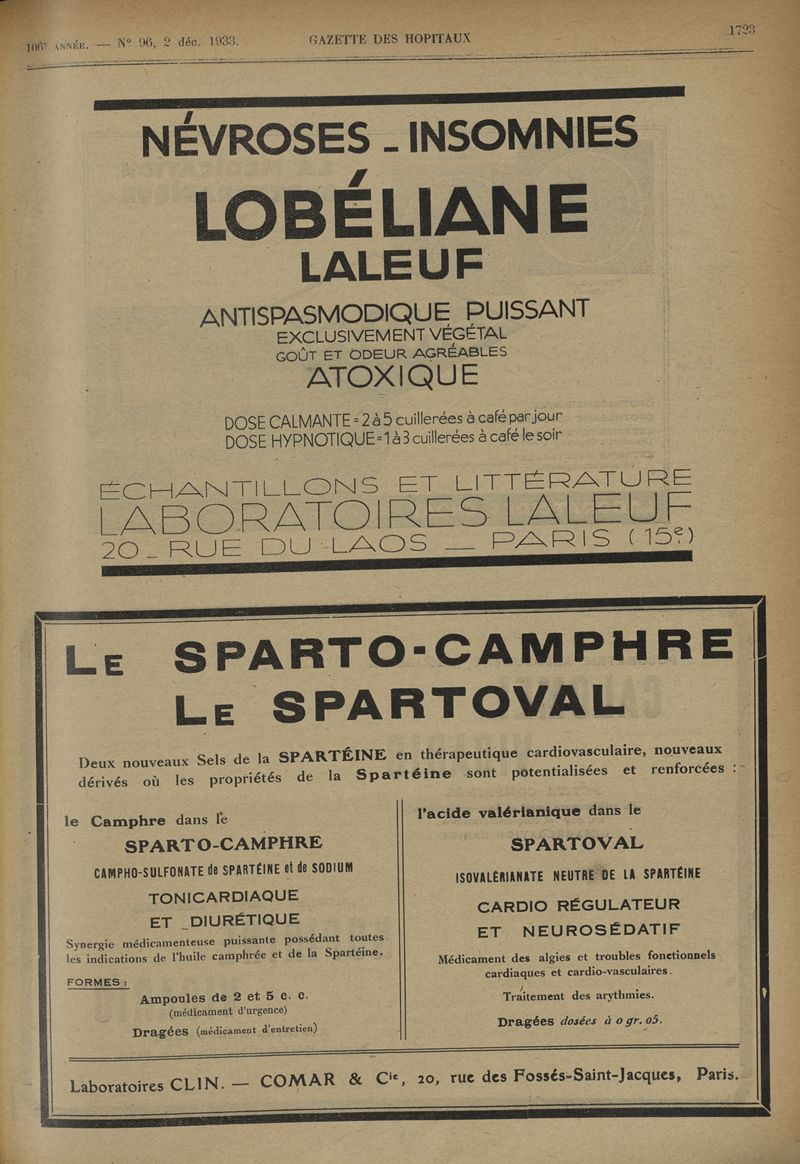 106e ANNÉE. — No 96, 2 déc. 1933.
GAZETTE DES HOPITAUX
1723
NÉVROSES _ INSOMNIES
LOBÉLIANE
LALEUF
ANTISPASMODIQUE PUISSANT
EXCLUSIVEMENT VÉGÉTAL
GOÛT ET ODEUR AGRÉABLES
ATOXIQUE
DOSE CALMANTE = 2 à 5 cuillerées à café par jour
DOSE HYPNOTIQUE = 1 à 3 cuillerées à café le soir
ÉCHANTILLONS ET LITTÉRATURE
LABORATOIRES LALEUF
20 _ RUE DU LAOS _ PARIS (15e)
LE SPARTO-CAMPHRE
LE SPARTOVAL
Deux nouveaux Sels de la SPARTÉINE en thérapeutique cardiovasculaire, nouveaux
dérivés où les propriétés de la Spartéine sont potentialisées et renforcées :
le Camphre dans le
SPARTO-CAMPHRE
CAMPHO-SULFONATE de SPARTÉINE et de SODIUM
TONICARDIAQUE
ET DIURÉTIQUE
Synergie médicamenteuse puissante possédant toutes
les indications de l'huile camphrée et de la Spartéine.
FORMES :
Ampoules de 2 et 5 c. c.
(médicament d'urgence)
Dragées (médicament d'entretien)
l'acide valérianique dans le
SPARTOVAL
ISOVALÉRIANATE NEUTRE DE LA SPARTÉINE
CARDIO RÉGULATEUR
ET NEUROSÉDATIF
Médicament des algies et troubles fonctionnels
cardiaques et cardio-vasculaires.
Traitement des arythmies.
Dragées dosées à 0 gr. 05.
Laboratoires CLIN. — COMAR & Cie, 20, rue des Fossés-Saint-Jacques, Paris.